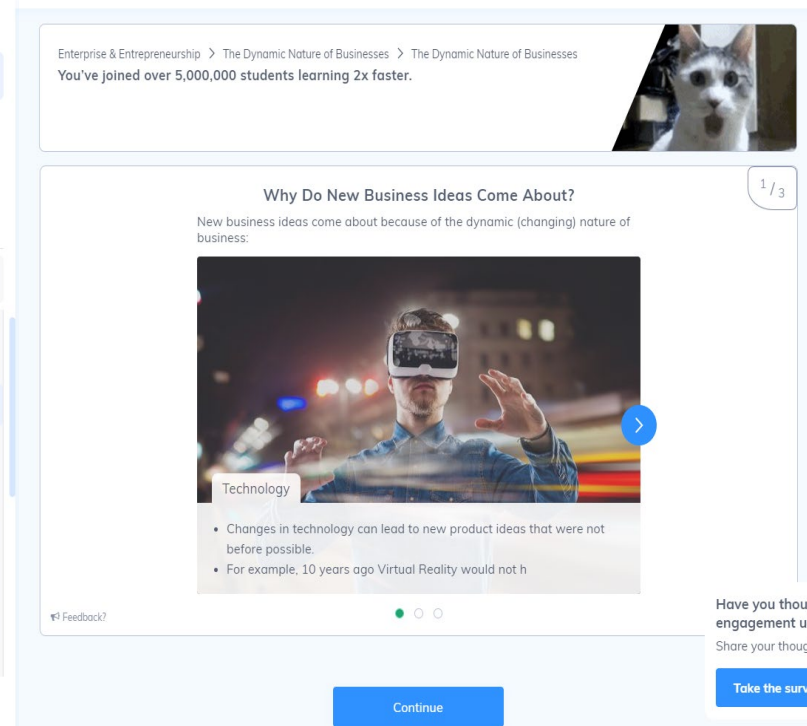 Enterprise & Entrepreneurship > The Dynamic Nature of Businesses > The Dynamic Nature of Businesses
You've joined over 5,000,000 students learning 2x faster.
1 / 3
Why Do New Business Ideas Come About?
New business ideas come about because of the dynamic (changing) nature of
business:
Technology
• Changes in technology can lead to new product ideas that were not
before possible.
• For example, 10 years ago Virtual Reality would not h
Feedback?
Have you thou
engagement u
Share your thoug
Take the surv
Continue